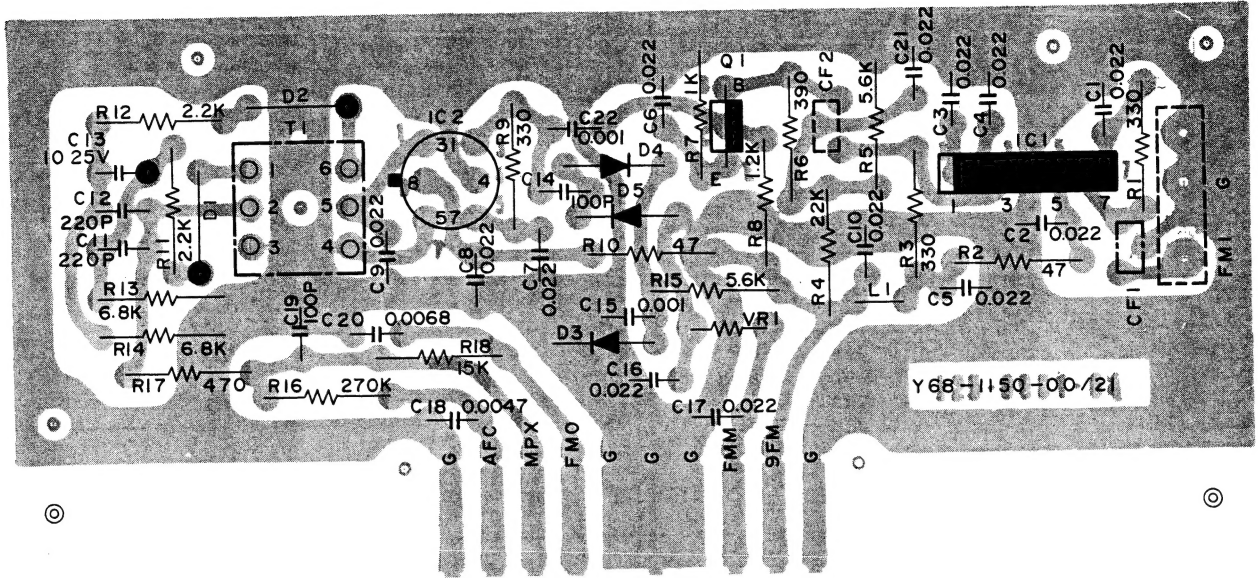 R12 2.2K
D2
C13
10 25V
T1
1
2
3
6
5
4
C12
220P
C11
220P
D1
R11 2.2K
R13
6.8K
R14 6.8K
R17 470
C19
100P
C20 0.0068
R18
15K
R16 270K
C18 0.0047
IC2
31
8
4
57
C9 0.022
C8
0.022
R9
330
C22
0.001
C14
100P
D4
D5
C7
0.022
R10 47
C6 0.022
R7 1K
Q1
B
E
1.2K
R8
R6 390
CF2
R5 5.6K
C21
0.022
C3 0.022
C4 0.022
IC1
1 3 5 7
C1
0.022
R1 330
G
FM1
CF1
C2
0.022
R2
47
C5 0.022
R3
330
C10
0.022
L1
R4 22K
R15 5.6K
C15 0.001
VR1
D3
C16
0.022
C17 0.022
Y68-1150-00/21
G
AFC
MPX
FMO
G
G
G
FMM
9FM
G